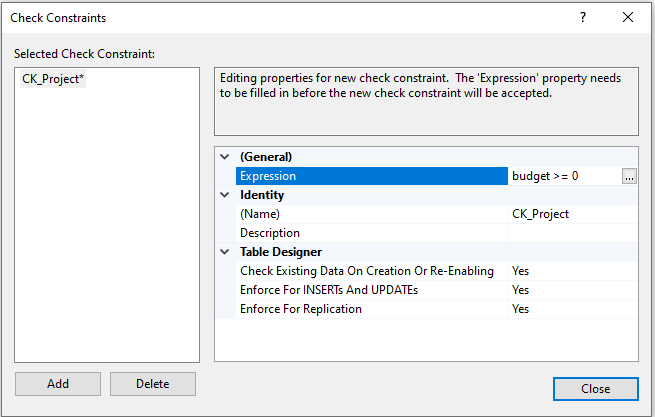 Check Constraints
Selected Check Constraint:
CK_Project*
Editing properties for new check constraint.  The 'Expression' property needs
to be filled in before the new check constraint will be accepted.
(General)
Expression budget >= 0 ...
Identity
(Name) CK_Project
Description
Table Designer
Check Existing Data On Creation Or Re-Enabling Yes
Enforce For INSERTs And UPDATEs Yes
Enforce For Replication Yes
Add Delete
Close